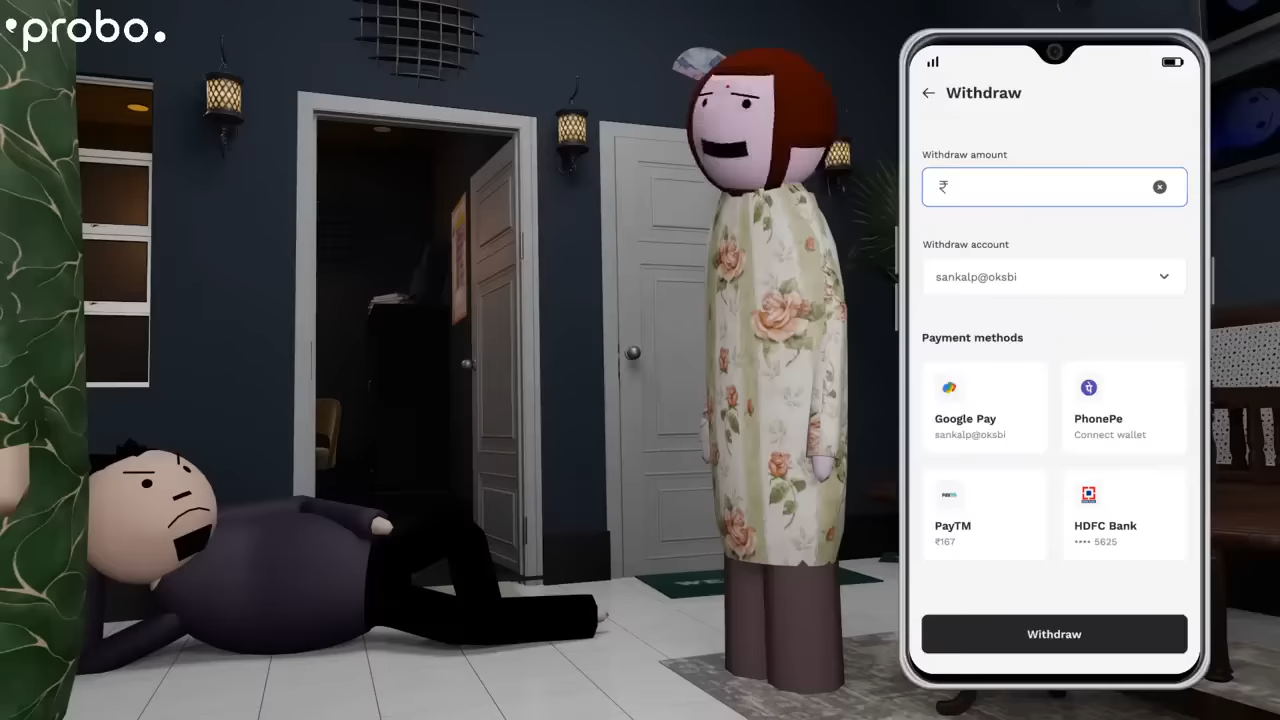 probo.
Withdraw
Withdraw amount
₹
Withdraw account
sankalp@oksbi
Payment methods
Google Pay
sankalp@oksbi
PhonePe
Connect wallet
PayTM
₹167
HDFC Bank
•••• 5625
Withdraw